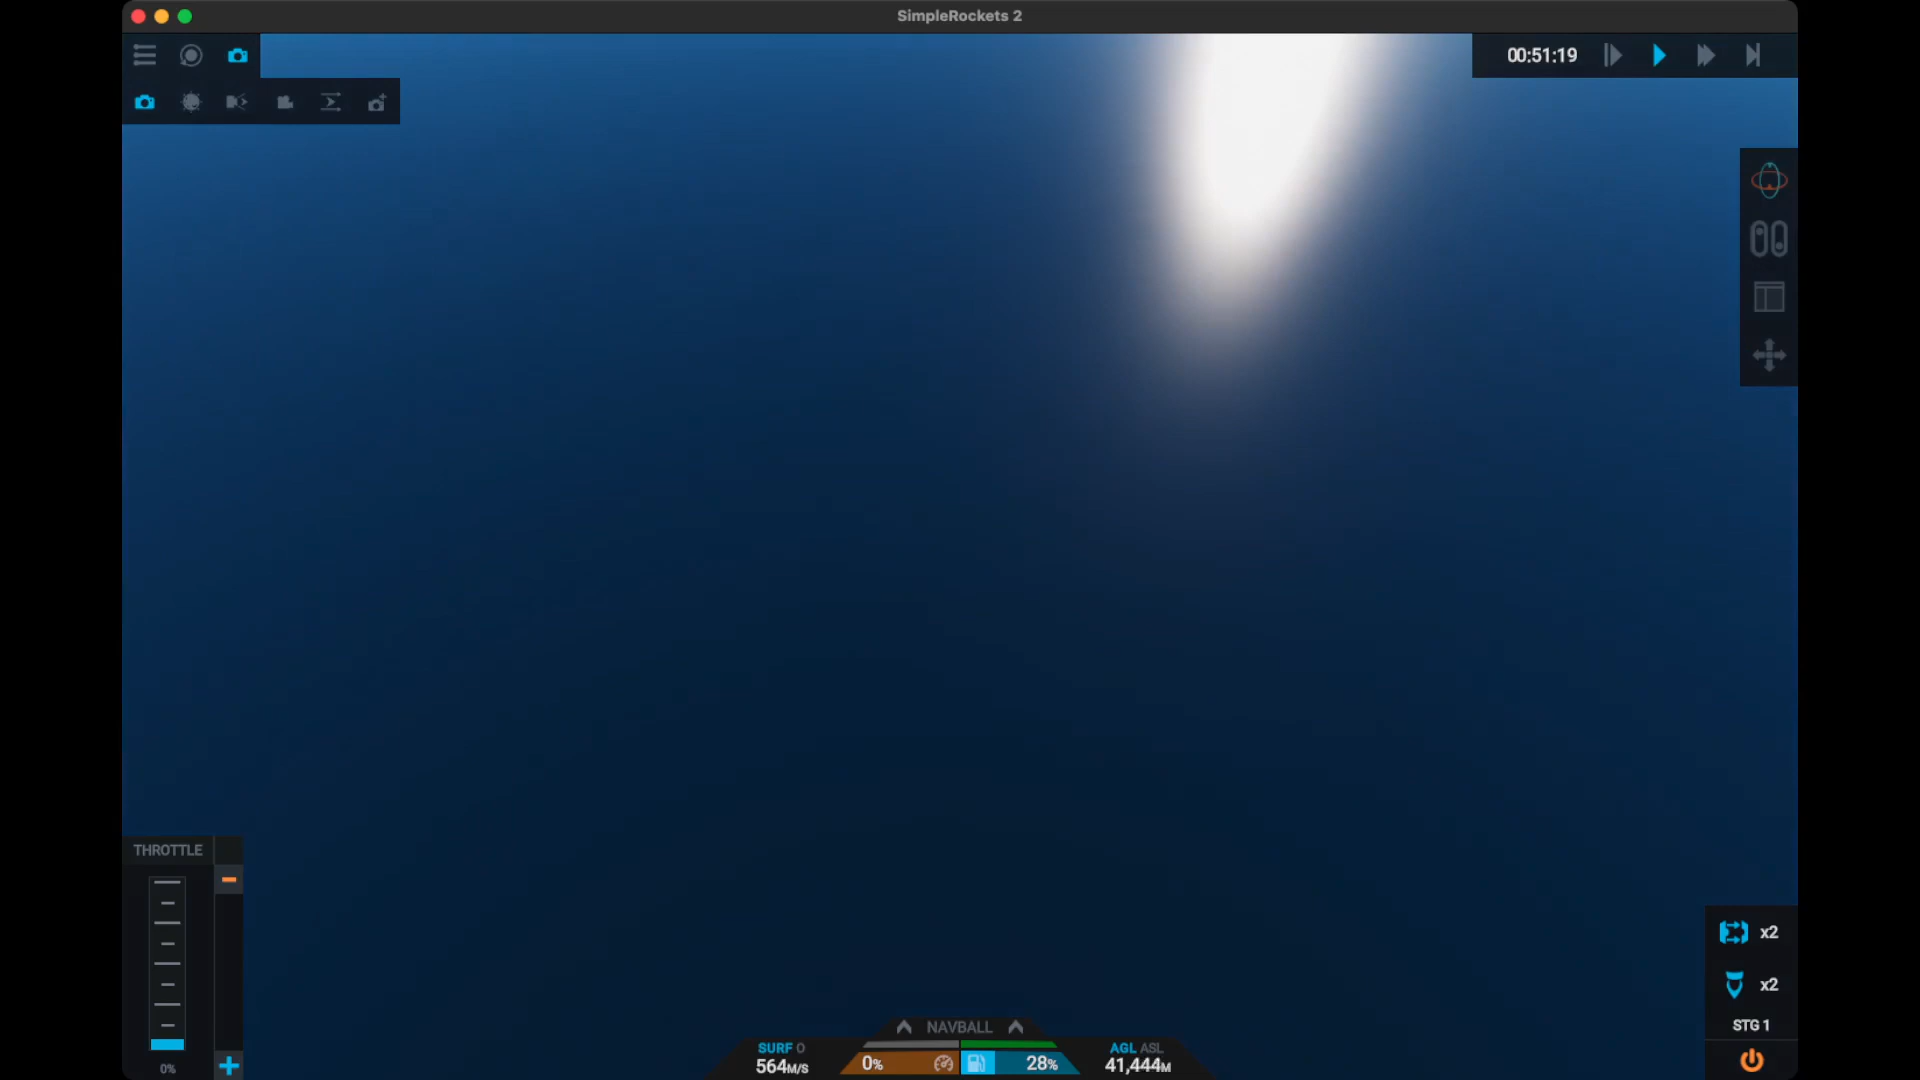 SimpleRockets 2
00:51:19
THROTTLE
0%
x2
x2
STG 1
NAVBALL
SURF O
564M/S
0%
28%
AGL ASL
41,444M